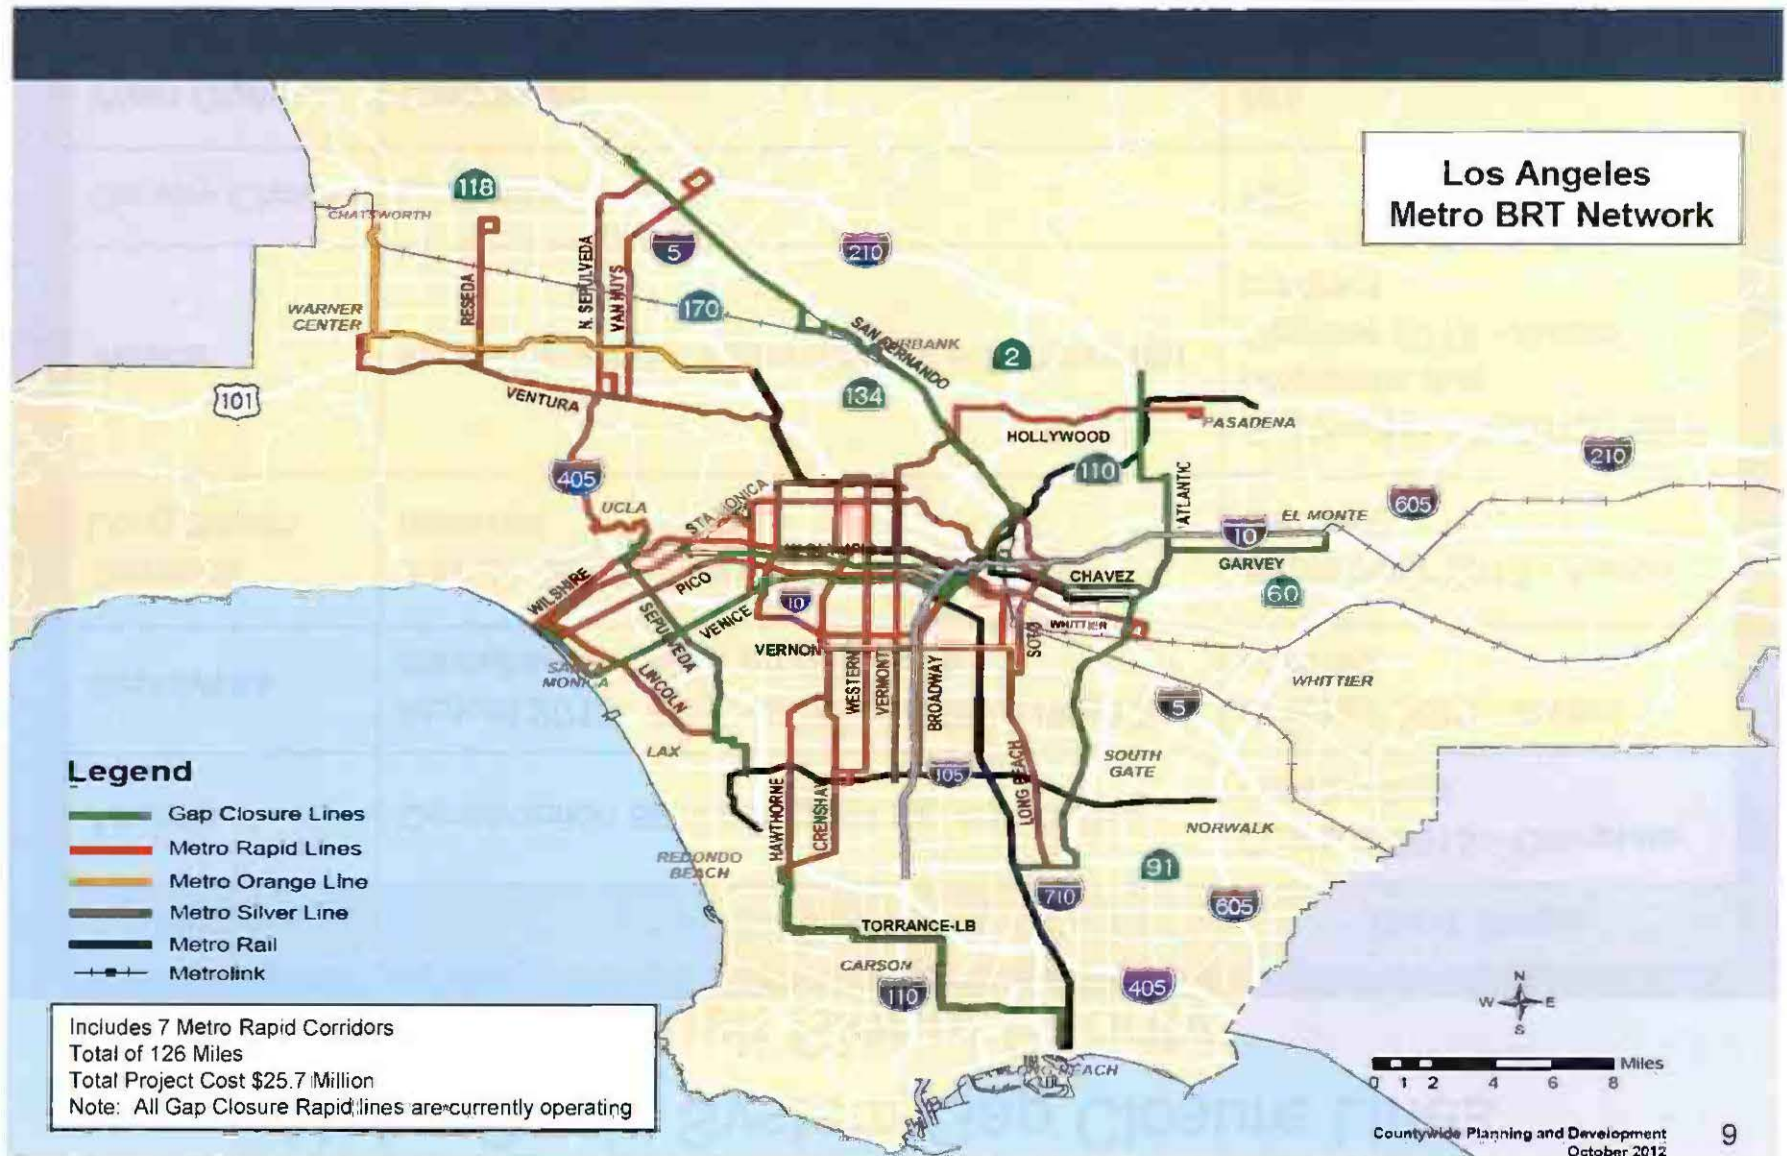 Los Angeles
Metro BRT Network
118
CHATSWORTH
5
210
N. SEPULVEDA
VAN NUYS
RESEDA
WARNER
CENTER
170
SAN FERNANDO
2
101
134
VENTURA
HOLLYWOOD
PASADENA
110
210
405
ATLANTIC
605
UCLA
STA MONICA
EL MONTE
10
GARVEY
WILSHIRE
PICO
CHAVEZ
60
10
SEPULVEDA
VENICE
VERNON
WHITTIER
SOTO
SANTA
MONICA
LINCOLN
WESTERN
VERMONT
BROADWAY
WHITTIER
5
LAX
SOUTH
GATE
105
HAWTHORNE
CRENSHAW
LONG BEACH
NORWALK
REDONDO
BEACH
91
710
605
TORRANCE-LB
CARSON
110
405
LONG BEACH
Legend
Gap Closure Lines
Metro Rapid Lines
Metro Orange Line
Metro Silver Line
Metro Rail
Metrolink
Includes 7 Metro Rapid Corridors
Total of 126 Miles
Total Project Cost $25.7 Million
Note: All Gap Closure Rapid lines are currently operating
N
W E
S
Miles
0 1 2 4 6 8
Countywide Planning and Development
October 2012
9